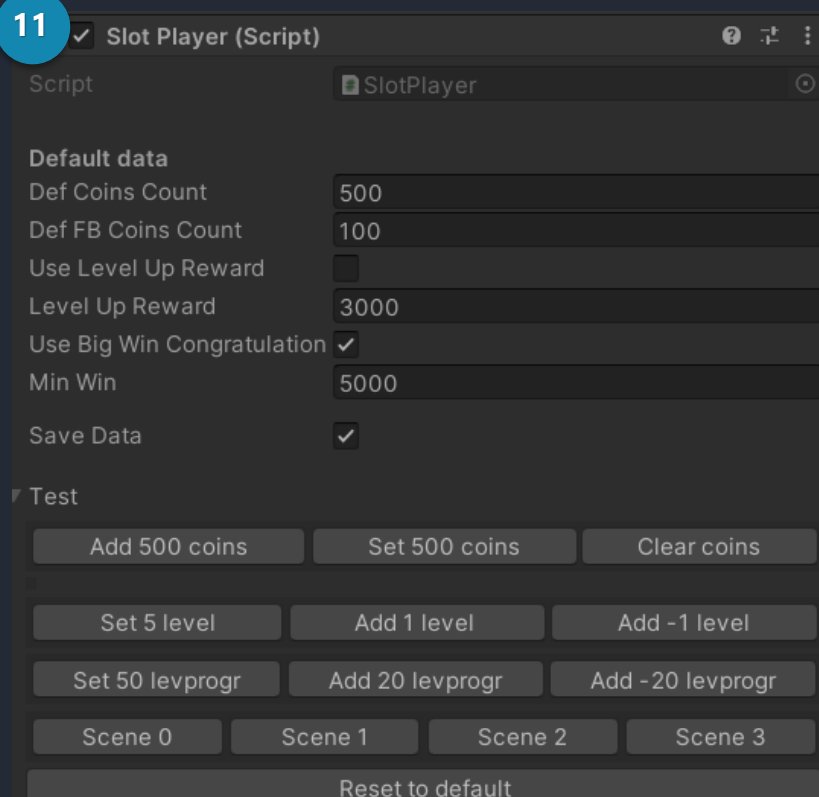 11
Slot Player (Script)
Script SlotPlayer
Default data
Def Coins Count 500
Def FB Coins Count 100
Use Level Up Reward
Level Up Reward 3000
Use Big Win Congratulation
Min Win 5000
Save Data
Test
Add 500 coins Set 500 coins Clear coins
Set 5 level Add 1 level Add -1 level
Set 50 levprogr Add 20 levprogr Add -20 levprogr
Scene 0 Scene 1 Scene 2 Scene 3
Reset to default